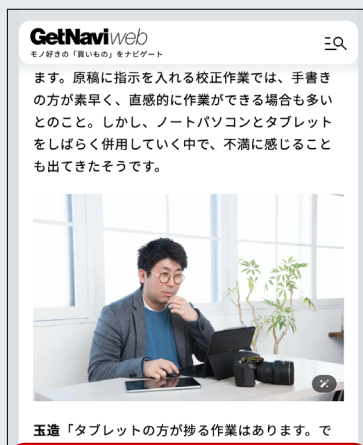 GetNavi web
モノ好きの「買いもの」をナビゲート
ます。原稿に指示を入れる校正作業では、手書き
の方が素早く、直感的に作業ができる場合も多い
とのこと。しかし、ノートパソコンとタブレット
をしばらく併用していく中で、不満に感じること
も出てきたそうです。
玉造「タブレットの方が捗る作業はあります。で